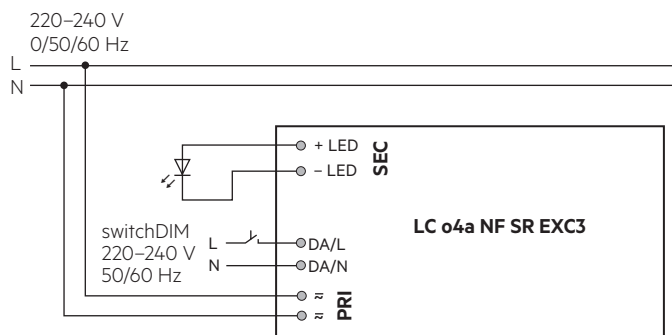 220–240 V
0/50/60 Hz
L
N
+ LED
– LED
SEC
LC o4a NF SR EXC3
switchDIM
220–240 V
50/60 Hz
L
DA/L
N
DA/N
≂
≂
PRI